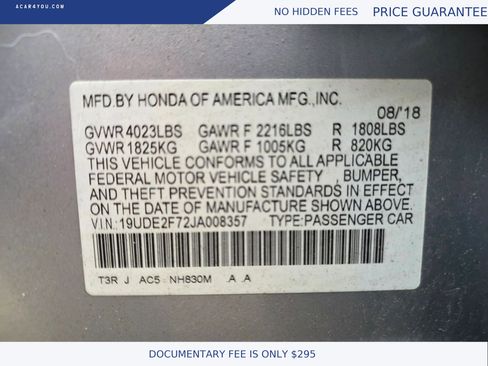 ACAR4YOU.COM
NO HIDDEN FEES PRICE GUARANTEE
MFD.BY HONDA OF AMERICA MFG.,INC.
08/'18
GVWR 4023LBS GAWR F 2216LBS R 1808LBS
GVWR 1825KG GAWR F 1005KG R 820KG
THIS VEHICLE CONFORMS TO ALL APPLICABLE
FEDERAL MOTOR VEHICLE SAFETY , BUMPER,
AND THEFT PREVENTION STANDARDS IN EFFECT
ON THE DATE OF MANUFACTURE SHOWN ABOVE.
V.I.N.: 19UDE2F72JA008357 TYPE:PASSENGER CAR
T3R J AC5 NH830M .A .A
DOCUMENTARY FEE IS ONLY $295